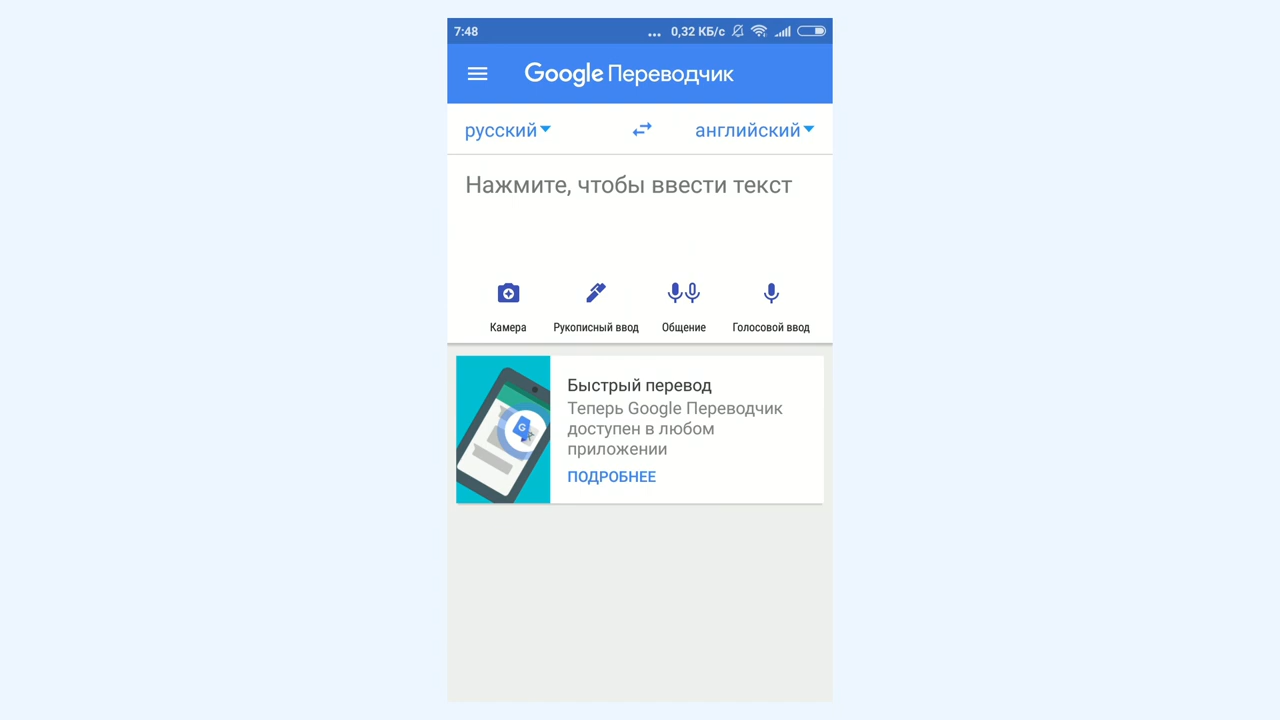 7:48 ... 0,32 КБ/с
Google Переводчик
русский английский
Нажмите, чтобы ввести текст
Камера Рукописный ввод Общение Голосовой ввод
Быстрый перевод
Теперь Google Переводчик
доступен в любом
приложении
ПОДРОБНЕЕ
G